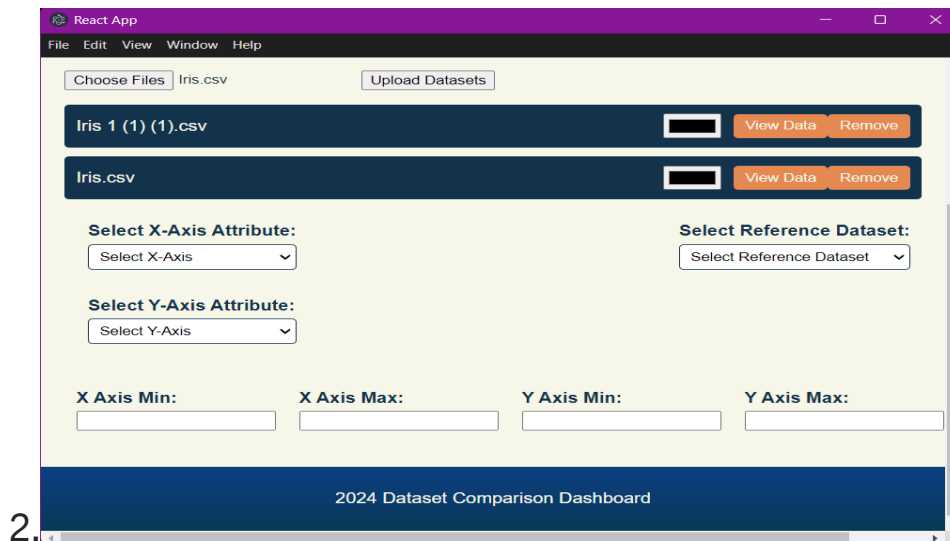 React App
File Edit View Window Help
Choose Files Iris.csv Upload Datasets
Iris 1 (1) (1).csv View Data Remove
Iris.csv View Data Remove
Select X-Axis Attribute: Select Reference Dataset:
Select X-Axis Select Reference Dataset
Select Y-Axis Attribute:
Select Y-Axis
X Axis Min: X Axis Max: Y Axis Min: Y Axis Max:
2024 Dataset Comparison Dashboard
2.